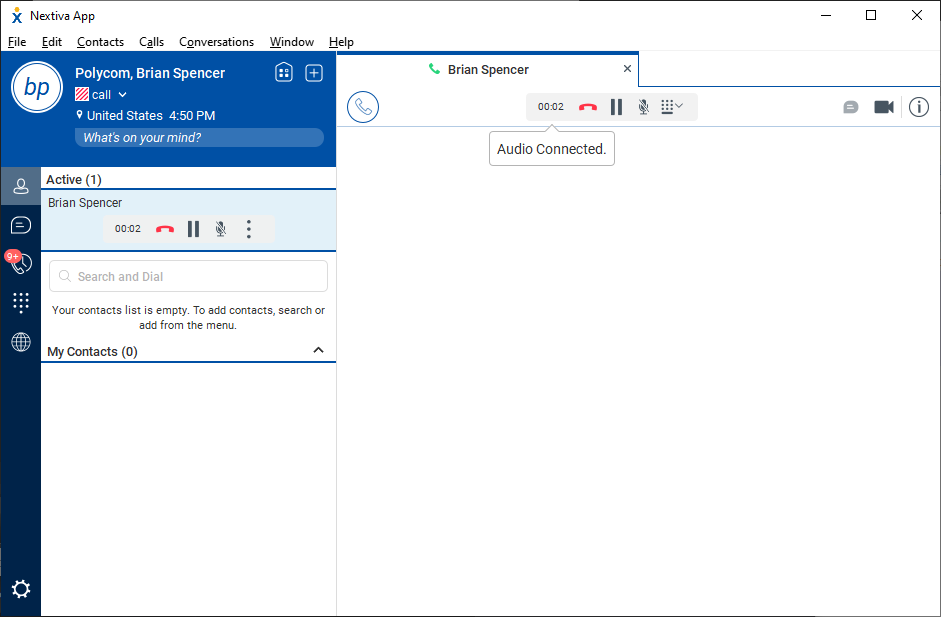 Nextiva App
File Edit Contacts Calls Conversations Window Help
bp
Polycom, Brian Spencer
call
United States 4:50 PM
What's on your mind?
Active (1)
Brian Spencer
00:02
9+
Search and Dial
Your contacts list is empty. To add contacts, search or
add from the menu.
My Contacts (0)
Brian Spencer
00:02
Audio Connected.